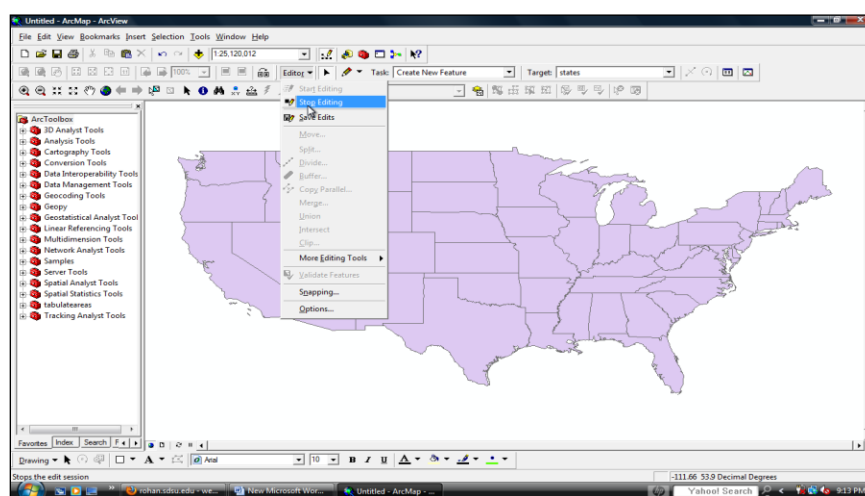 Untitled - ArcMap - ArcView
File Edit View Bookmarks Insert Selection Tools Window Help
1:25,120,012
100% Editor Task: Create New Feature Target: states
ArcToolbox
3D Analyst Tools
Analysis Tools
Cartography Tools
Conversion Tools
Data Interoperability Tools
Data Management Tools
Geocoding Tools
Geopy
Geostatistical Analyst Tool
Linear Referencing Tools
Multidimension Tools
Network Analyst Tools
Samples
Server Tools
Spatial Analyst Tools
Spatial Statistics Tools
tabulateareas
Tracking Analyst Tools
Start Editing
Stop Editing
Save Edits
Move...
Split...
Divide...
Buffer...
Copy Parallel...
Merge...
Union
Intersect
Clip...
More Editing Tools
Validate Features
Snapping...
Options...
Favorites Index Search F
Drawing A Arial 10 B I U A
Stops the edit session -111.66 53.9 Decimal Degrees
rohan.sdsu.edu - we... New Microsoft Wor... Untitled - ArcMap - ... Yahoo! Search 9:13 PM